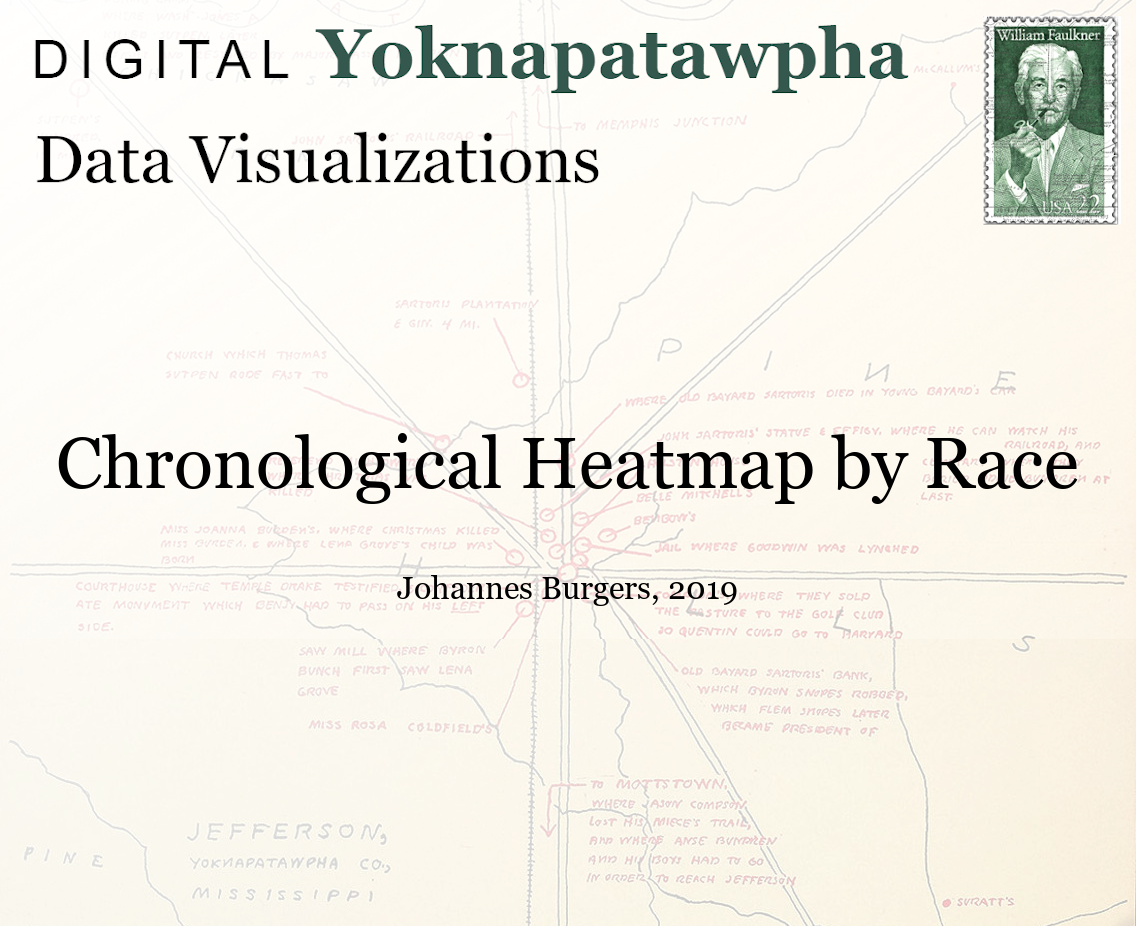 DIGITAL Yoknapatawpha
William Faulkner
Data Visualizations
USA 22
McCALLUM'S
TO MEMPHIS JUNCTION
JOHN SARTORIS' RAILROAD
SARTORIS PLANTATION
& GIN. 4 MI.
CHURCH WHICH THOMAS
SUTPEN RODE FAST TO
PINE
WHERE OLD BAYARD SARTORIS DIED IN YOUNG BAYARD'S CAR
JOHN SARTORIS' STATUE & EFFIGY, WHERE HE CAN WATCH HIS
RAILROAD, AND
Chronological Heatmap by Race
KILLED
LAST.
BELLE MITCHELL'S
BENBOW'S
MISS JOANNA BURDEN'S, WHERE CHRISTMAS KILLED
MISS BURDEN, & WHERE LENA GROVE'S CHILD WAS
BORN
JAIL WHERE GOODWIN WAS LYNCHED
H
Johannes Burgers, 2019
COURTHOUSE WHERE TEMPLE DRAKE TESTIFIED
ATE MONUMENT WHICH BENJY HAD TO PASS ON HIS LEFT
SIDE.
WHERE THEY SOLD
THE PASTURE TO THE GOLF CLUB
SO QUENTIN COULD GO TO HARVARD
L
L
S
SAW MILL WHERE BYRON
BUNCH FIRST SAW LENA
GROVE
MISS ROSA COLDFIELD'S
OLD BAYARD SARTORIS' BANK,
WHICH BYRON SNOPES ROBBED,
WHICH FLEM SNOPES LATER
BECAME PRESIDENT OF
TO MOTTSTOWN,
WHERE JASON COMPSON
LOST HIS NIECE'S TRAIL,
AND WHERE ANSE BUNDREN
AND HIS BOYS HAD TO GO
IN ORDER TO REACH JEFFERSON
JEFFERSON,
YOKNAPATAWPHA CO.,
MISSISSIPPI
PINE
SURATT'S